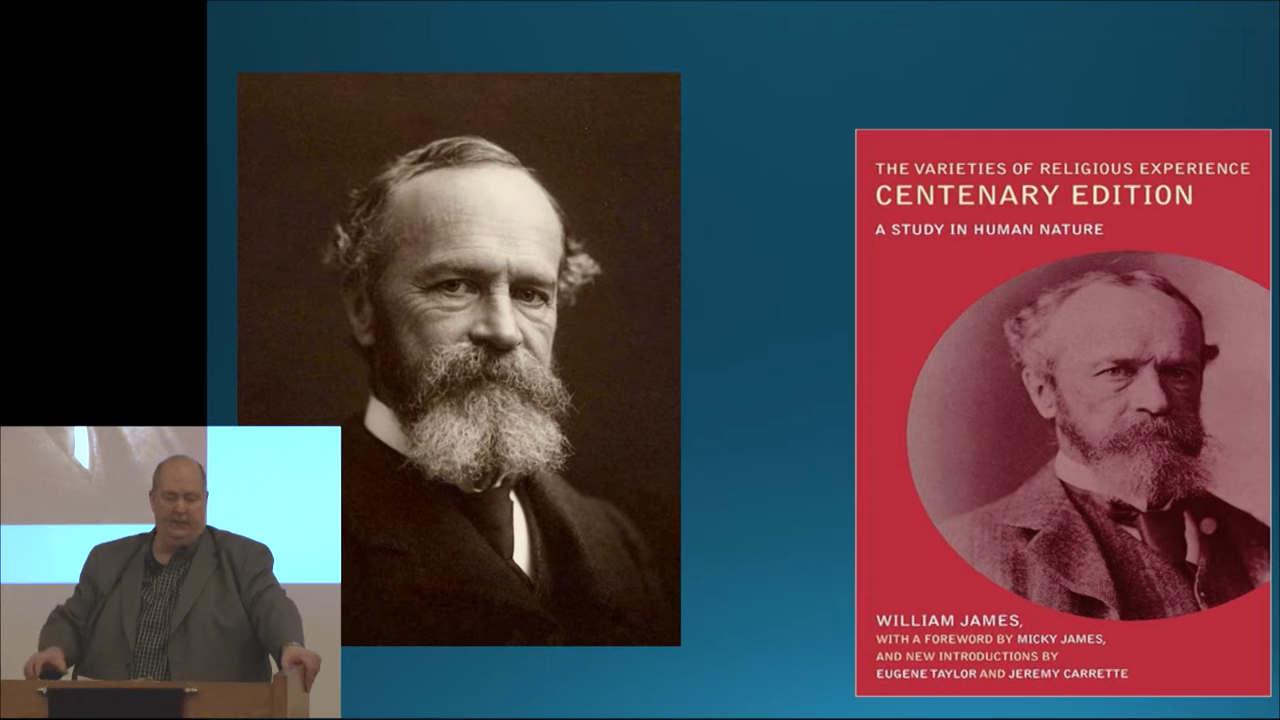 THE VARIETIES OF RELIGIOUS EXPERIENCE
CENTENARY EDITION
A STUDY IN HUMAN NATURE
WILLIAM JAMES,
WITH A FOREWORD BY MICKY JAMES,
AND NEW INTRODUCTIONS BY
EUGENE TAYLOR AND JEREMY CARRETTE